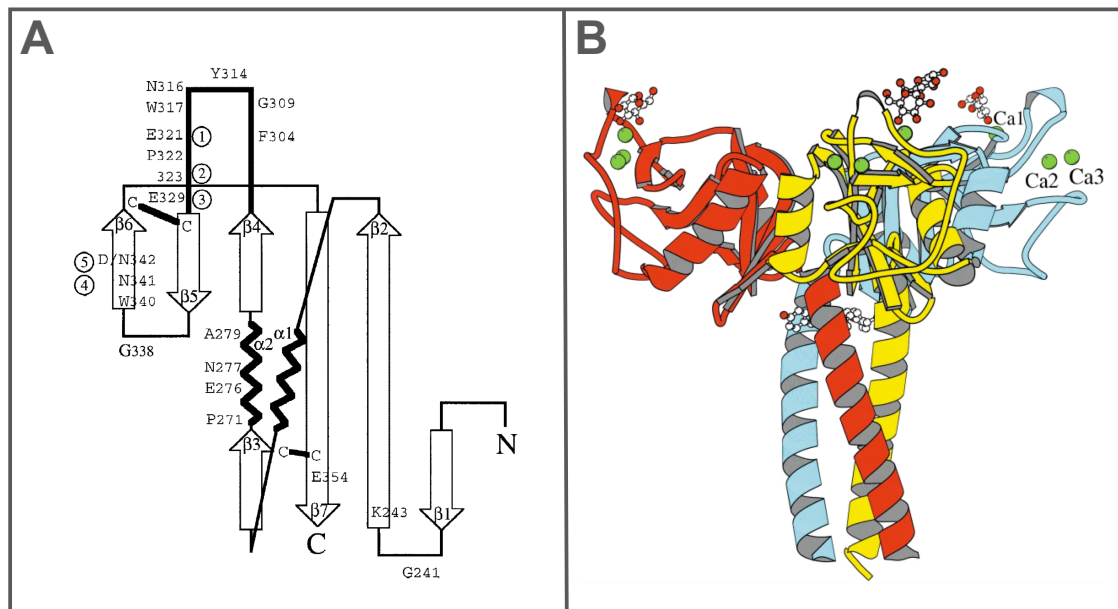 A
Y314
N316
W317
G309
E321 ①
F304
P322
323 ②
E329 ③
C
C
β6
β4
β2
⑤ D/N342
④ N341
W340
β5
G338
A279
α2
α1
N277
E276
P271
β3
C C
N
E354
K243
β7
β1
C
G241
B
Ca1
Ca2
Ca3